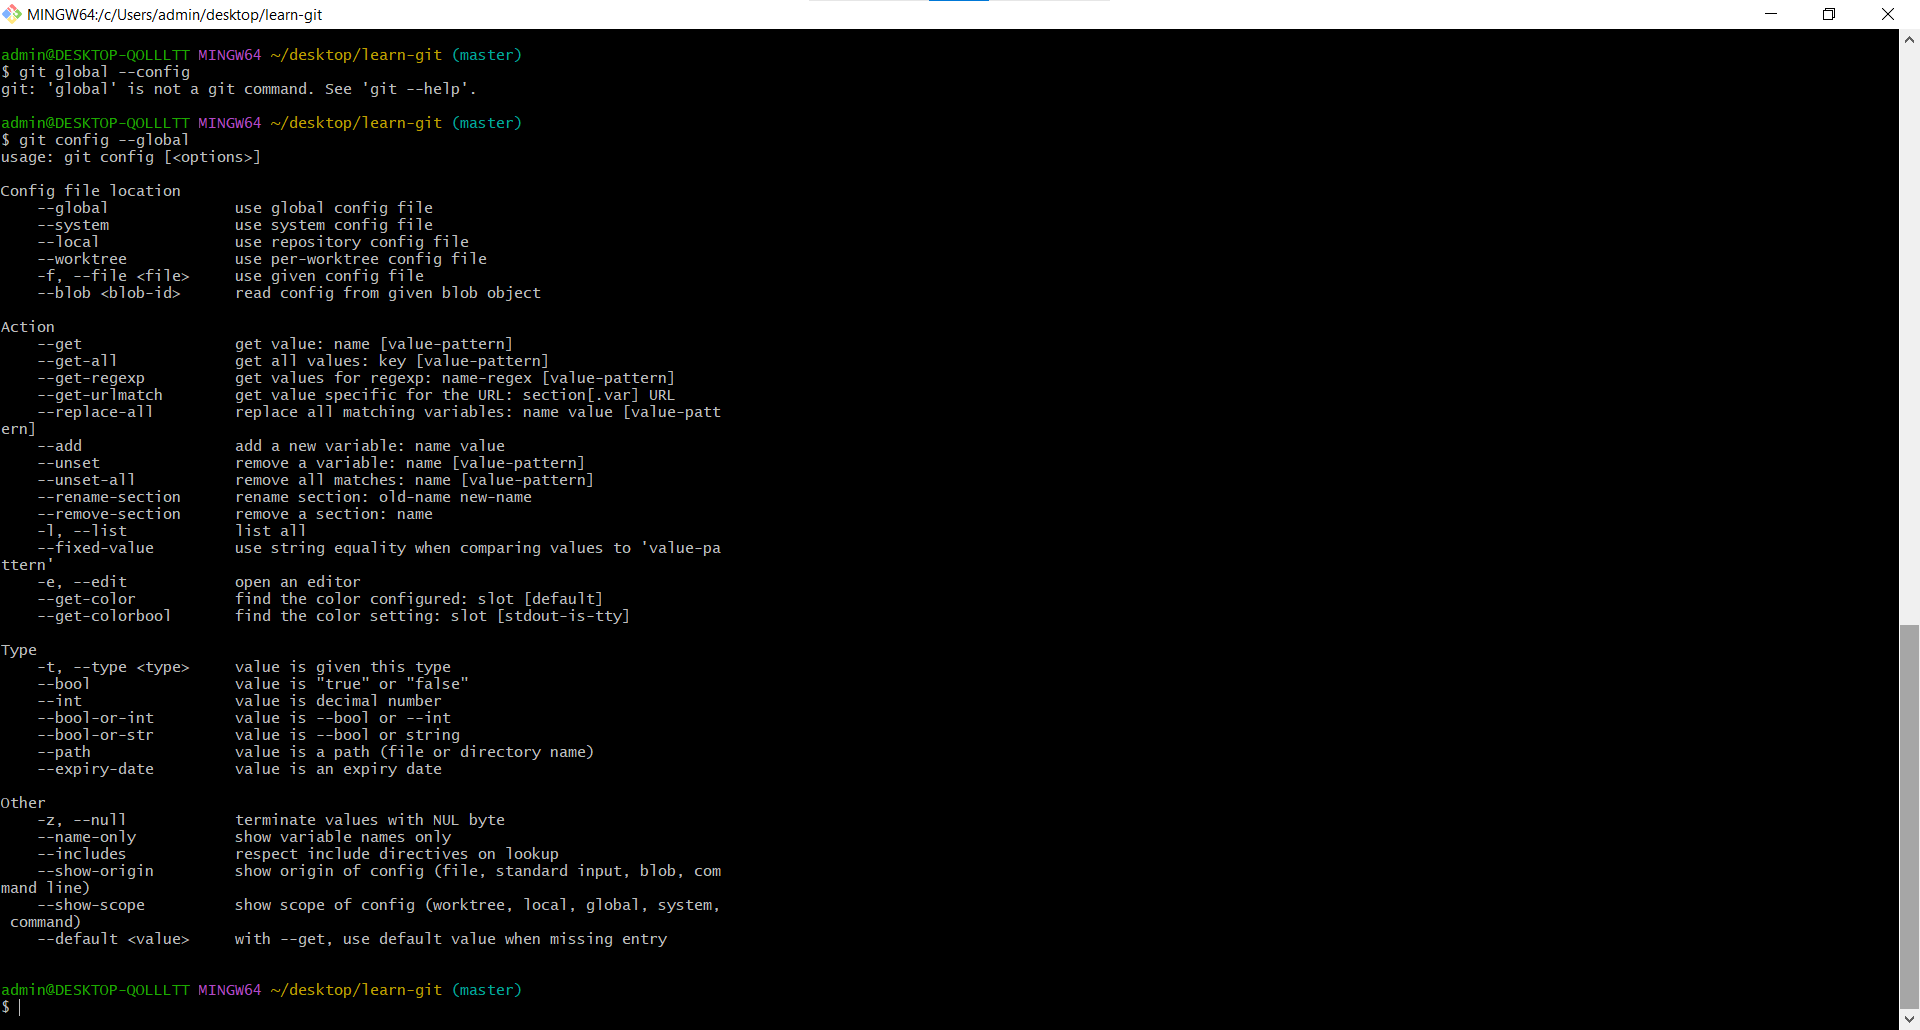 MINGW64:/c/Users/admin/desktop/learn-git
admin@DESKTOP-QOLLLTT MINGW64 ~/desktop/learn-git (master)
$ git global --config
git: 'global' is not a git command. See 'git --help'.
admin@DESKTOP-QOLLLTT MINGW64 ~/desktop/learn-git (master)
$ git config --global
usage: git config [<options>]
Config file location
    --global              use global config file
    --system              use system config file
    --local               use repository config file
    --worktree            use per-worktree config file
    -f, --file <file>     use given config file
    --blob <blob-id>      read config from given blob object
Action
    --get                 get value: name [value-pattern]
    --get-all             get all values: key [value-pattern]
    --get-regexp          get values for regexp: name-regex [value-pattern]
    --get-urlmatch        get value specific for the URL: section[.var] URL
    --replace-all         replace all matching variables: name value [value-patt
ern]
    --add                 add a new variable: name value
    --unset               remove a variable: name [value-pattern]
    --unset-all           remove all matches: name [value-pattern]
    --rename-section      rename section: old-name new-name
    --remove-section      remove a section: name
    -l, --list            list all
    --fixed-value         use string equality when comparing values to 'value-pa
ttern'
    -e, --edit            open an editor
    --get-color           find the color configured: slot [default]
    --get-colorbool       find the color setting: slot [stdout-is-tty]
Type
    -t, --type <type>     value is given this type
    --bool                value is "true" or "false"
    --int                 value is decimal number
    --bool-or-int         value is --bool or --int
    --bool-or-str         value is --bool or string
    --path                value is a path (file or directory name)
    --expiry-date         value is an expiry date
Other
    -z, --null            terminate values with NUL byte
    --name-only           show variable names only
    --includes            respect include directives on lookup
    --show-origin         show origin of config (file, standard input, blob, com
mand line)
    --show-scope          show scope of config (worktree, local, global, system,
 command)
    --default <value>     with --get, use default value when missing entry
admin@DESKTOP-QOLLLTT MINGW64 ~/desktop/learn-git (master)
$